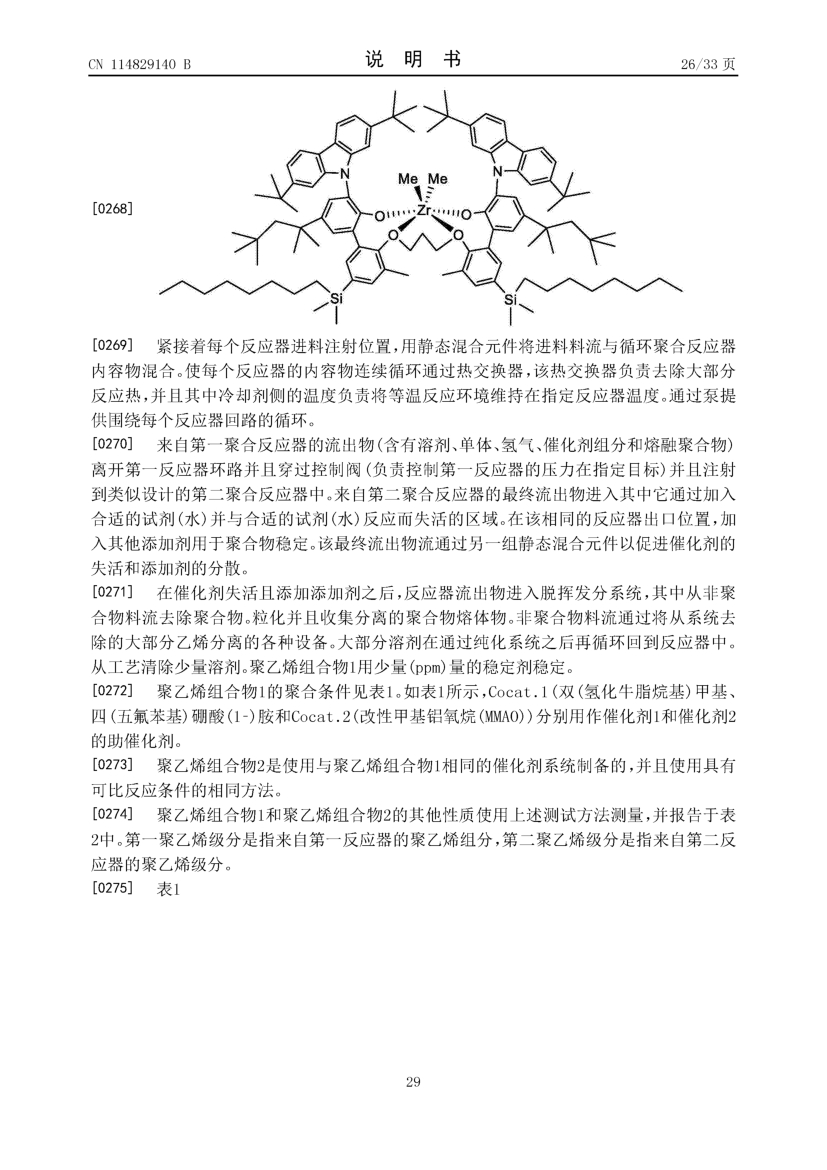 CN 114829140 B
说 明 书
26/33 页
[0268]
Me Me
N N
O Zr O
O O
Si Si
[0269] 紧接着每个反应器进料注射位置,用静态混合元件将进料料流与循环聚合反应器
内容物混合。使每个反应器的内容物连续循环通过热交换器,该热交换器负责去除大部分
反应热,并且其中冷却剂侧的温度负责将等温反应环境维持在指定反应器温度。通过泵提
供围绕每个反应器回路的循环。
[0270] 来自第一聚合反应器的流出物(含有溶剂、单体、氢气、催化剂组分和熔融聚合物)
离开第一反应器环路并且穿过控制阀(负责控制第一反应器的压力在指定目标)并且注射
到类似设计的第二聚合反应器中。来自第二聚合反应器的最终流出物进入其中它通过加入
合适的试剂(水)并与合适的试剂(水)反应而失活的区域。在该相同的反应器出口位置,加
入其他添加剂用于聚合物稳定。该最终流出物流通过另一组静态混合元件以促进催化剂的
失活和添加剂的分散。
[0271] 在催化剂失活且添加添加剂之后,反应器流出物进入脱挥发分系统,其中从非聚
合物料流去除聚合物。粒化并且收集分离的聚合物熔体物。非聚合物料流通过将从系统去
除的大部分乙烯分离的各种设备。大部分溶剂在通过纯化系统之后再循环回到反应器中。
从工艺清除少量溶剂。聚乙烯组合物1用少量(ppm)量的稳定剂稳定。
[0272] 聚乙烯组合物1的聚合条件见表1。如表1所示,Cocat.1(双(氢化牛脂烷基)甲基、
四(五氟苯基)硼酸(1-)胺和Cocat.2(改性甲基铝氧烷(MMAO))分别用作催化剂1和催化剂2
的助催化剂。
[0273] 聚乙烯组合物2是使用与聚乙烯组合物1相同的催化剂系统制备的,并且使用具有
可比反应条件的相同方法。
[0274] 聚乙烯组合物1和聚乙烯组合物2的其他性质使用上述测试方法测量,并报告于表
2中。第一聚乙烯级分是指来自第一反应器的聚乙烯组分,第二聚乙烯级分是指来自第二反
应器的聚乙烯级分。
[0275] 表1
29